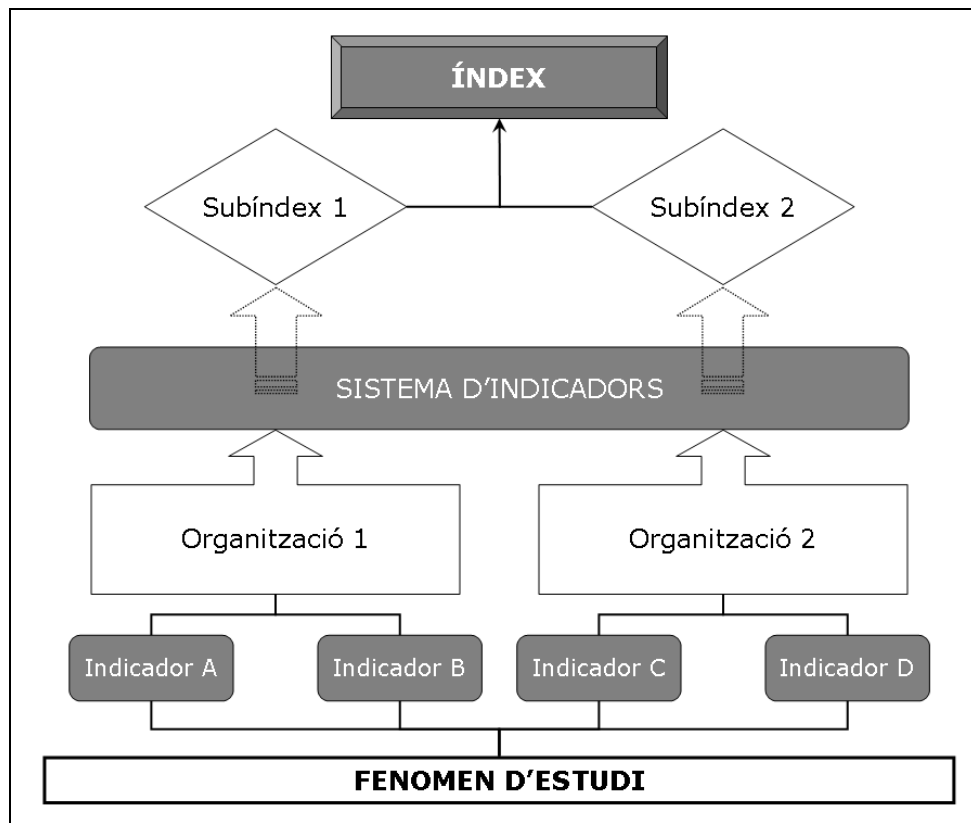 ÍNDEX
Subíndex 1
Subíndex 2
SISTEMA D’INDICADORS
Organització 1
Organització 2
Indicador A
Indicador B
Indicador C
Indicador D
FENOMEN D’ESTUDI